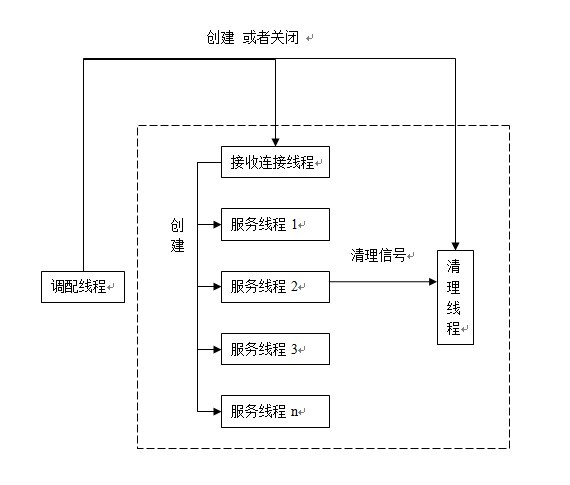 创建 或者关闭
接收连接线程
创
建
服务线程 1
清理信号
清
理
线
程
调配线程
服务线程 2
服务线程 3
服务线程 n